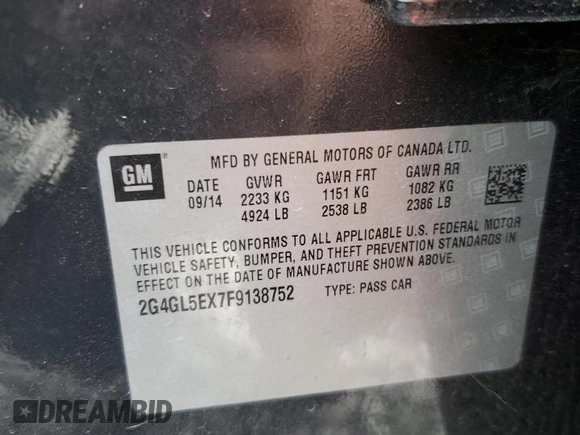 GM
MFD BY GENERAL MOTORS OF CANADA LTD.
DATE GVWR GAWR FRT GAWR RR
09/14 2233 KG 1151 KG 1082 KG
4924 LB 2538 LB 2386 LB
THIS VEHICLE CONFORMS TO ALL APPLICABLE U.S. FEDERAL MOTOR
VEHICLE SAFETY, BUMPER, AND THEFT PREVENTION STANDARDS IN
EFFECT ON THE DATE OF MANUFACTURE SHOWN ABOVE.
2G4GL5EX7F9138752 TYPE: PASS CAR
DREAMBID